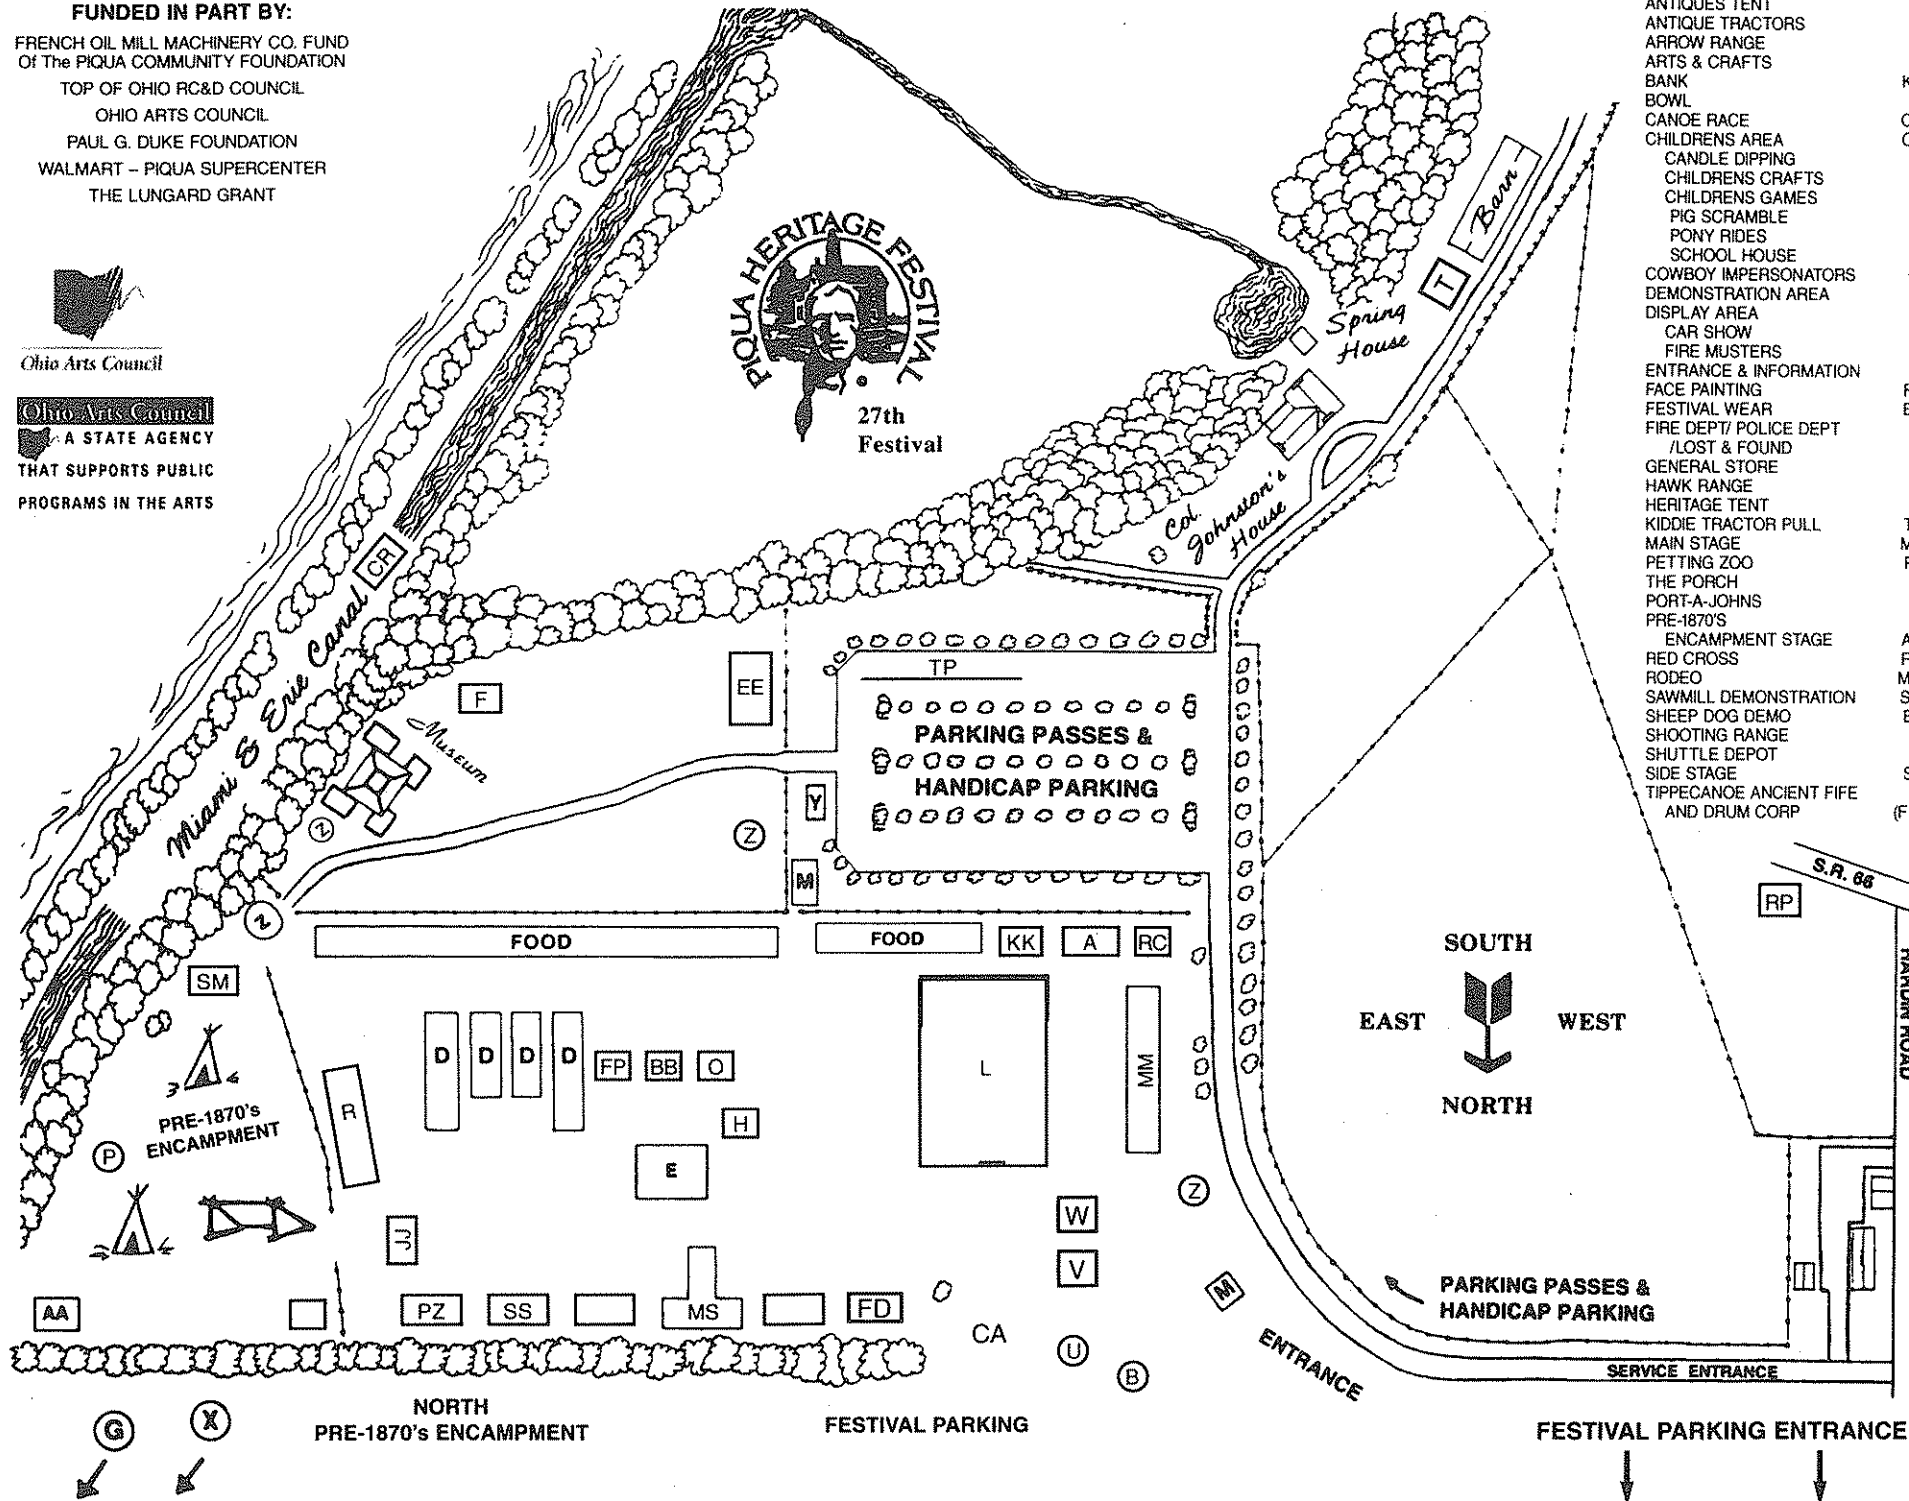 FUNDED IN PART BY:
FRENCH OIL MILL MACHINERY CO. FUND
Of The PIQUA COMMUNITY FOUNDATION
TOP OF OHIO RC&D COUNCIL
OHIO ARTS COUNCIL
PAUL G. DUKE FOUNDATION
WALMART – PIQUA SUPERCENTER
THE LUNGARD GRANT
Ohio Arts Council
Ohio Arts Council
A STATE AGENCY
THAT SUPPORTS PUBLIC
PROGRAMS IN THE ARTS
PIQUA HERITAGE FESTIVAL
27th
Festival
ANTIQUES TENT
ANTIQUE TRACTORS
ARROW RANGE
ARTS & CRAFTS
BANK K
BOWL
CANOE RACE
CHILDRENS AREA
CANDLE DIPPING
CHILDRENS CRAFTS
CHILDRENS GAMES
PIG SCRAMBLE
PONY RIDES
SCHOOL HOUSE
COWBOY IMPERSONATORS
DEMONSTRATION AREA
DISPLAY AREA
CAR SHOW
FIRE MUSTERS
ENTRANCE & INFORMATION
FACE PAINTING F
FESTIVAL WEAR
FIRE DEPT/ POLICE DEPT
/LOST & FOUND
GENERAL STORE
HAWK RANGE
HERITAGE TENT
KIDDIE TRACTOR PULL T
MAIN STAGE M
PETTING ZOO
THE PORCH
PORT-A-JOHNS
PRE-1870'S
ENCAMPMENT STAGE A
RED CROSS
RODEO M
SAWMILL DEMONSTRATION S
SHEEP DOG DEMO
SHOOTING RANGE
SHUTTLE DEPOT
SIDE STAGE S
TIPPECANOE ANCIENT FIFE
AND DRUM CORP (F
Barn
T
Spring
House
Col.
Johnston's
House
CR
Miami & Erie Canal
F
Museum
Z
EE
TP
PARKING PASSES &
HANDICAP PARKING
Y
Z
M
S.R. 66
RP
HARDIN ROAD
Z
FOOD
FOOD
KK
A
RC
SM
SOUTH
EAST
WEST
NORTH
D
D
D
D
FP
BB
O
L
MM
R
H
PRE-1870's
ENCAMPMENT
P
E
Z
W
JJ
V
M
PARKING PASSES &
HANDICAP PARKING
AA
PZ
SS
MS
FD
CA
U
B
ENTRANCE
SERVICE ENTRANCE
G
X
NORTH
PRE-1870's ENCAMPMENT
FESTIVAL PARKING
FESTIVAL PARKING ENTRANCE